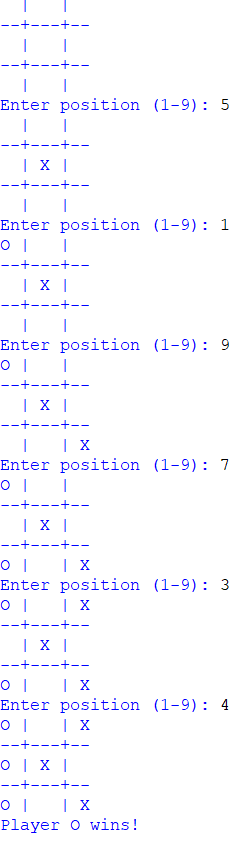 |   |
--+---+--
  |   |
--+---+--
  |   |
Enter position (1-9): 5
  |   |
--+---+--
  | X |
--+---+--
  |   |
Enter position (1-9): 1
O |   |
--+---+--
  | X |
--+---+--
  |   |
Enter position (1-9): 9
O |   |
--+---+--
  | X |
--+---+--
  |   | X
Enter position (1-9): 7
O |   |
--+---+--
  | X |
--+---+--
O |   | X
Enter position (1-9): 3
O |   | X
--+---+--
  | X |
--+---+--
O |   | X
Enter position (1-9): 4
O |   | X
--+---+--
O | X |
--+---+--
O |   | X
Player O wins!